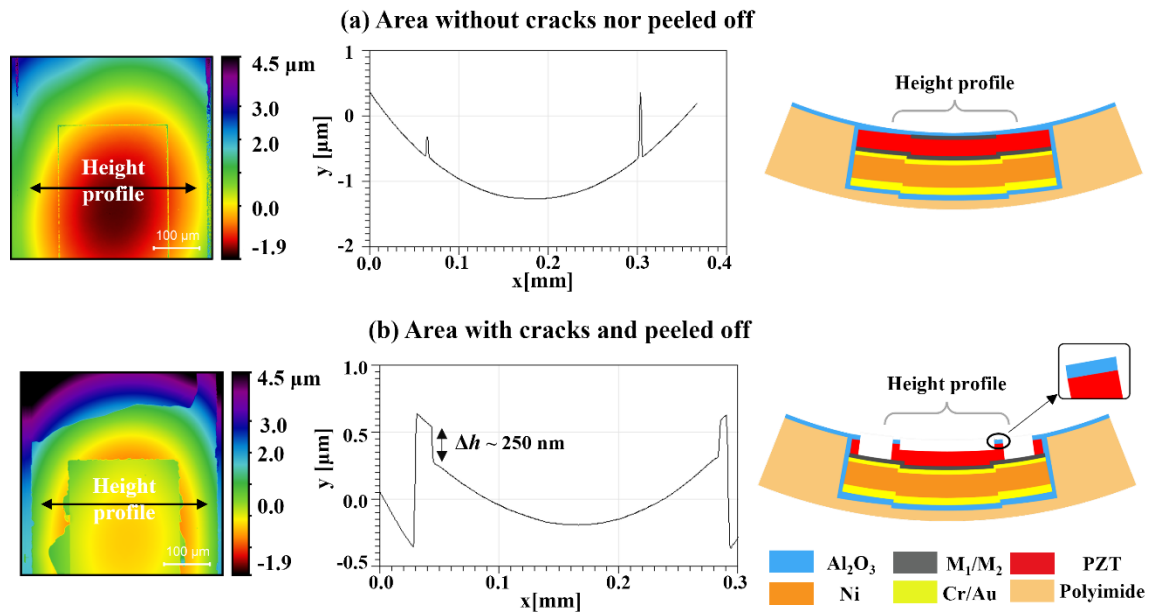 (a) Area without cracks nor peeled off
4.5 µm
3.0
2.0
0.0
-1.9
Height
profile
100 µm
1
0
-1
-2
y [µm]
0.0 0.1 0.2 0.3 0.4
x[mm]
Height profile
(b) Area with cracks and peeled off
4.5 µm
3.0
2.0
0.0
-1.9
Height
profile
100 µm
1.0
0.5
0.0
-0.5
y [µm]
Δh ~ 250 nm
0.0 0.1 0.2 0.3
x[mm]
Height profile
Al₂O₃ M₁/M₂ PZT
Ni Cr/Au Polyimide